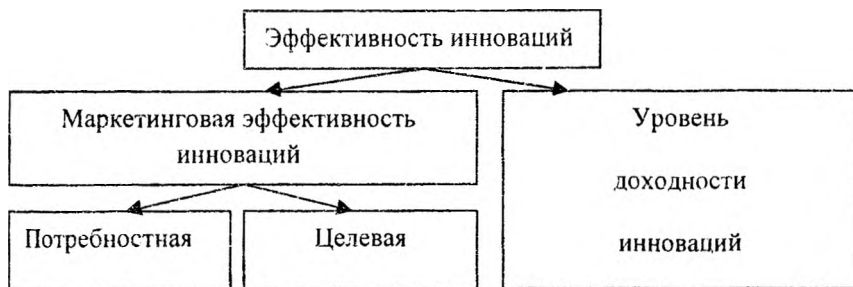 Эффективность инноваций
Маркетинговая эффективность
инноваций
Уровень
доходности
инноваций
Потребностная
Целевая